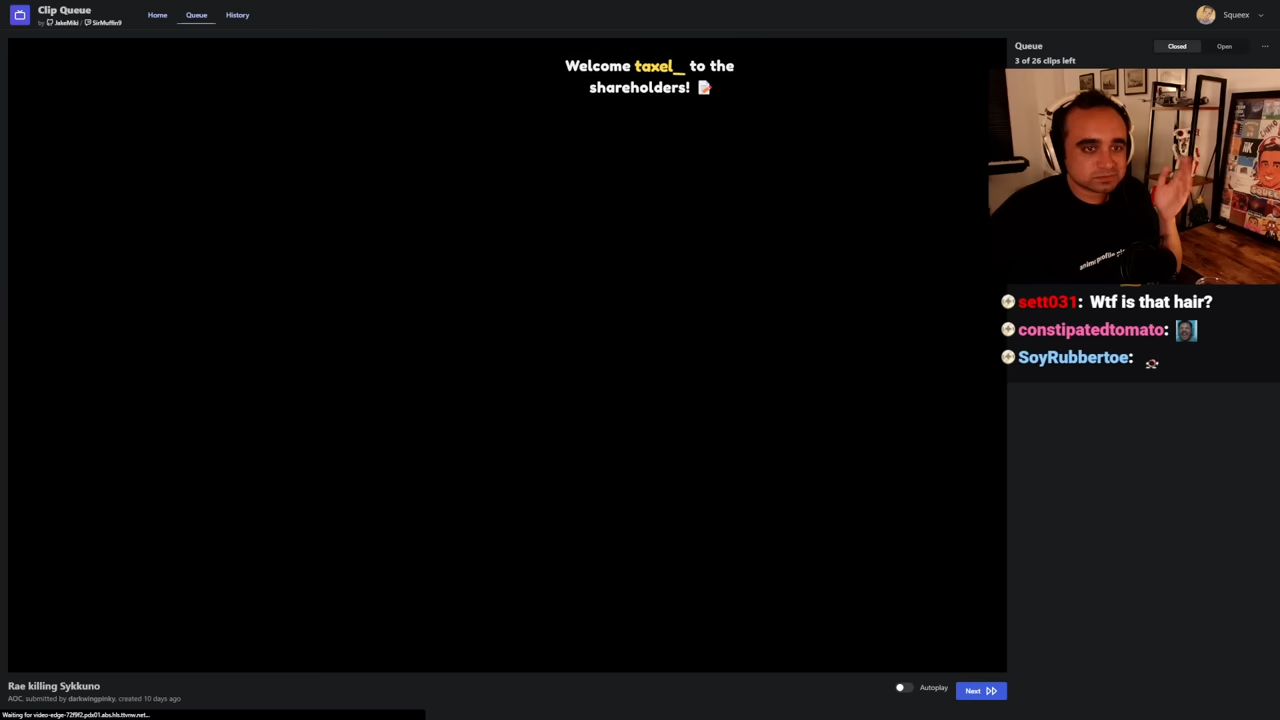 Clip Queue
by JakeMiki / SirMuffin9
Home
Queue
History
Squeex
Welcome taxel_ to the
shareholders!
Queue
Closed
Open
3 of 26 clips left
sett031: Wtf is that hair?
constipatedtomato:
SoyRubbertoe:
Rae killing Sykkuno
AOC, submitted by darkwingpinky, created 10 days ago
Autoplay
Next